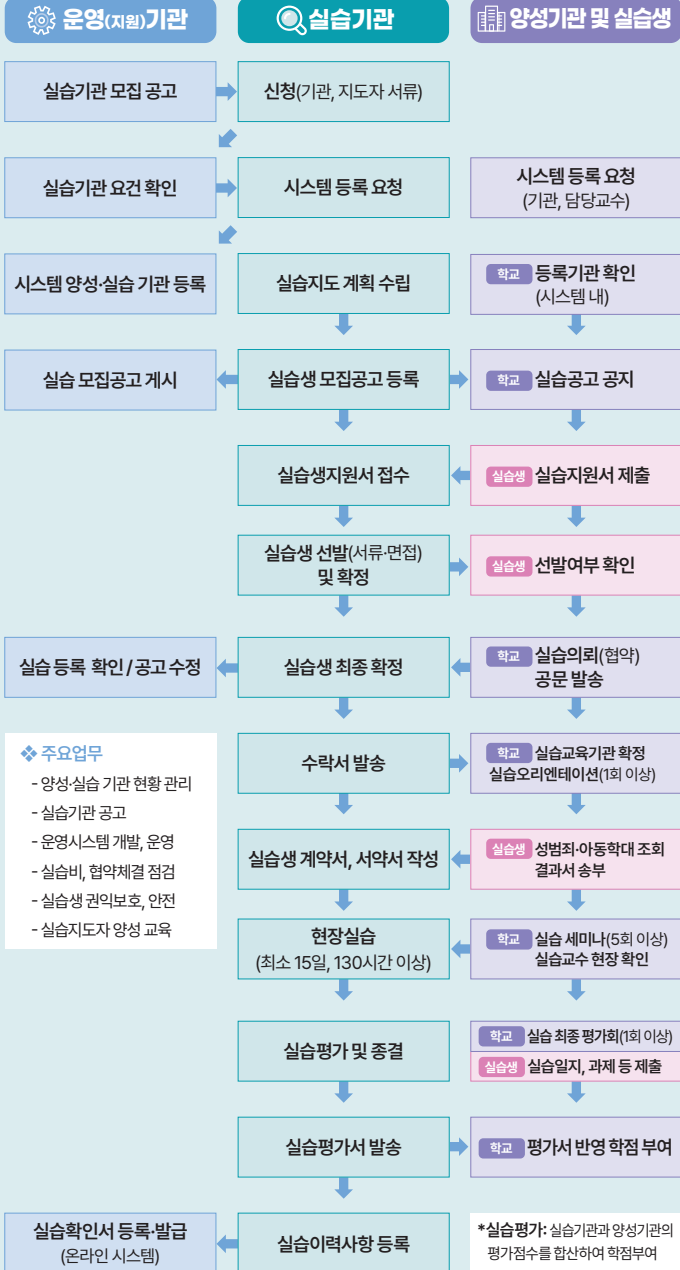 운영(지원)기관
실습기관
양성기관 및 실습생
실습기관 모집 공고
신청(기관, 지도자 서류)
실습기관 요건 확인
시스템 등록 요청
시스템 등록 요청
(기관, 담당교수)
시스템 양성·실습 기관 등록
실습지도 계획 수립
학교 등록기관 확인
(시스템 내)
실습 모집공고 게시
실습생 모집공고 등록
학교 실습공고 공지
실습생지원서 접수
실습생 실습지원서 제출
실습생 선발(서류·면접)
및 확정
실습생 선발여부 확인
실습 등록 확인 / 공고 수정
실습생 최종 확정
학교 실습의뢰(협약)
공문 발송
❖ 주요업무
- 양성·실습 기관 현황 관리
- 실습기관 공고
- 운영시스템 개발, 운영
- 실습비, 협약체결 점검
- 실습생 권익보호, 안전
- 실습지도자 양성 교육
수락서 발송
학교 실습교육기관 확정
실습오리엔테이션(1회 이상)
실습생 계약서, 서약서 작성
실습생 성범죄·아동학대 조회
결과서 송부
현장실습
(최소 15일, 130시간 이상)
학교 실습 세미나(5회 이상)
실습교수 현장 확인
실습평가 및 종결
학교 실습 최종 평가회(1회 이상)
실습생 실습일지, 과제 등 제출
실습평가서 발송
학교 평가서 반영 학점 부여
실습확인서 등록·발급
(온라인 시스템)
실습이력사항 등록
*실습평가: 실습기관과 양성기관의
평가점수를 합산하여 학점부여